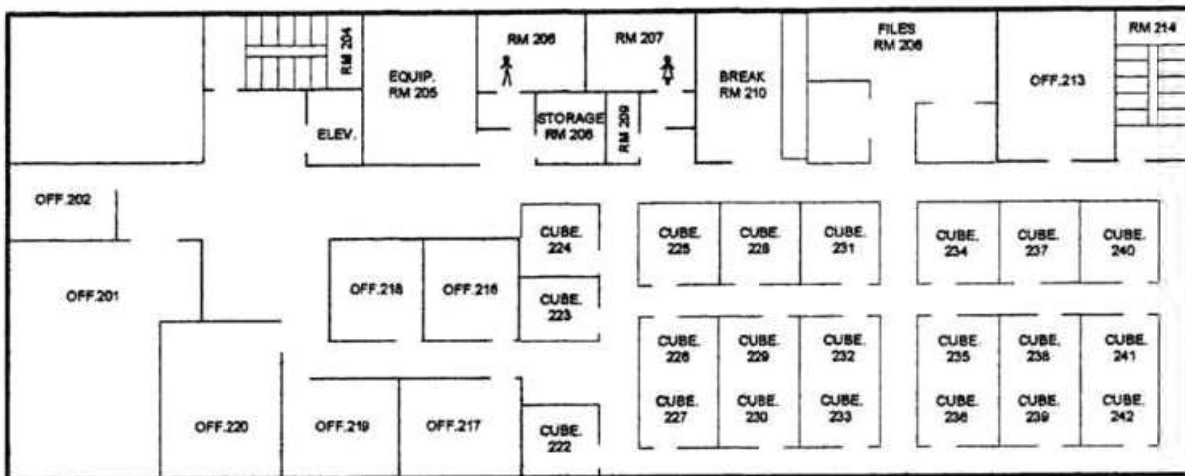 RM 204
EQUIP.
RM 205
RM 206
RM 207
BREAK
RM 210
FILES
RM 206
OFF.213
RM 214
ELEV.
STORAGE
RM 206
RM 209
OFF.202
OFF.201
OFF.218
OFF.216
CUBE.
224
CUBE.
223
CUBE.
225
CUBE.
228
CUBE.
231
CUBE.
234
CUBE.
237
CUBE.
240
CUBE.
226
CUBE.
229
CUBE.
232
CUBE.
235
CUBE.
238
CUBE.
241
CUBE.
227
CUBE.
230
CUBE.
233
CUBE.
236
CUBE.
239
CUBE.
242
OFF.220
OFF.219
OFF.217
CUBE.
222